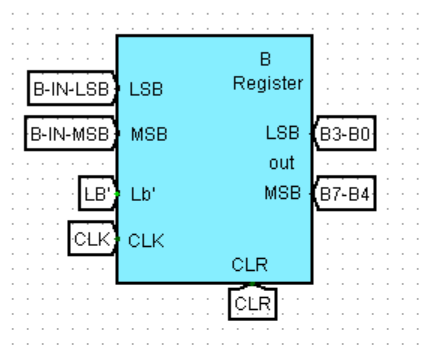 B
Register
B-IN-LSB LSB
B-IN-MSB MSB
LSB B3-B0
out
MSB B7-B4
LB' Lb'
CLK CLK
CLR
CLR